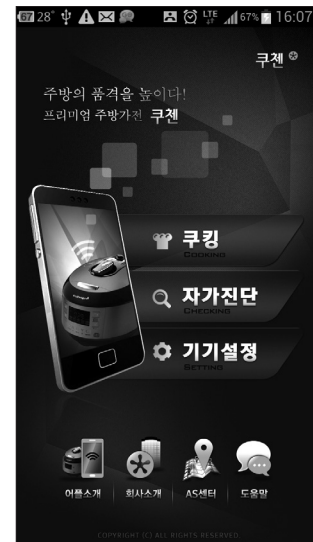 67 28° LTE 67% 16:07
쿠첸
주방의 품격을 높이다!
프리미엄 주방가전 쿠첸
쿠킹
COOKING
자가진단
CHECKING
기기설정
SETTING
어플소개 회사소개 AS센터 도움말
COPYRIGHT (C) ALL RIGHTS RESERVED.